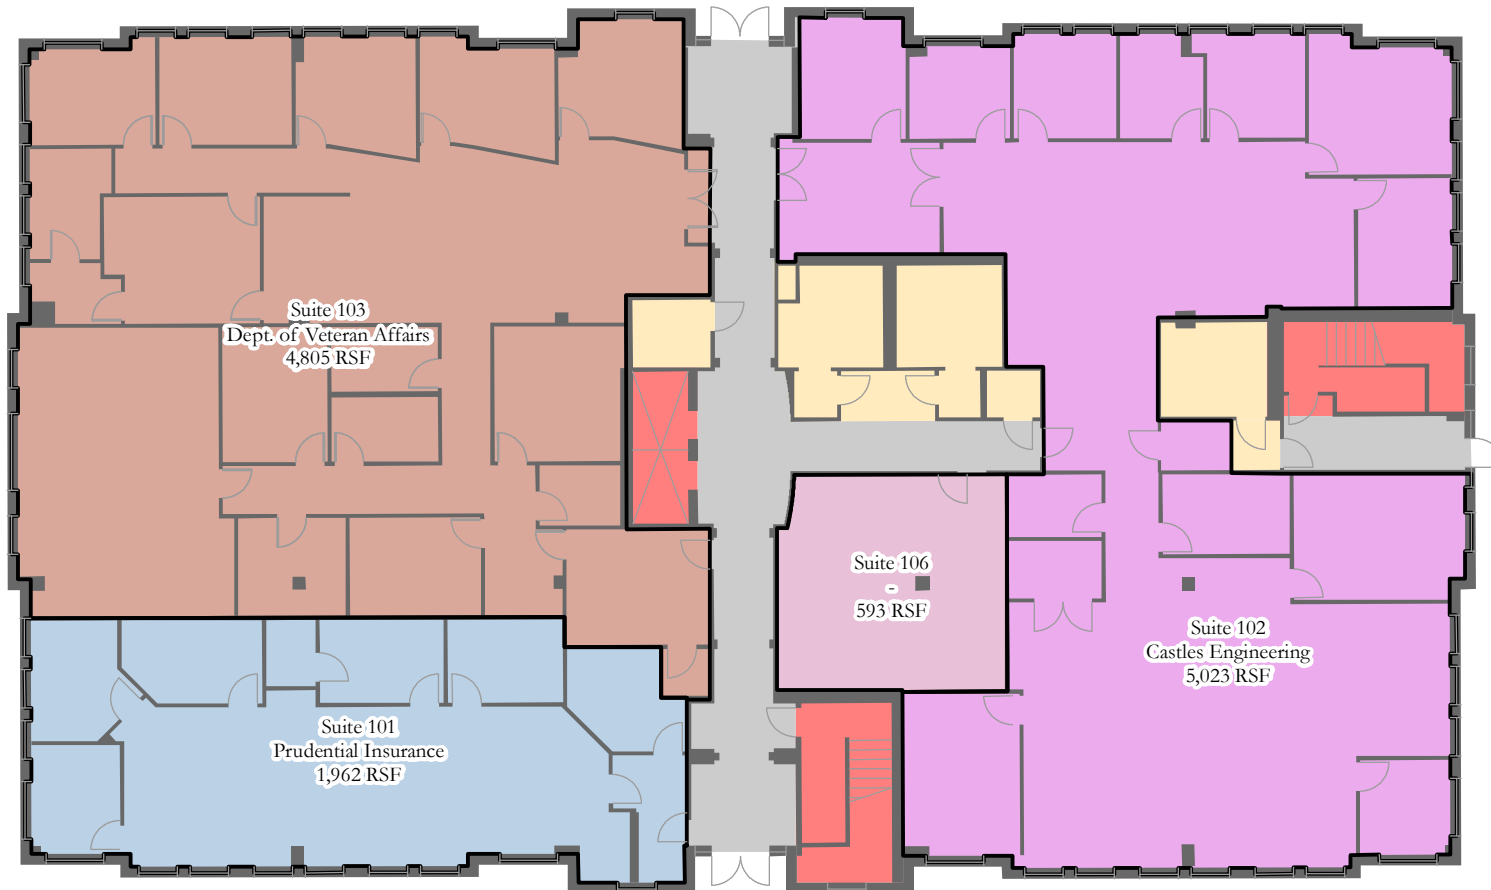 Suite 103
Dept. of Veteran Affairs
4,805 RSF
Suite 106
-
593 RSF
Suite 102
Castles Engineering
5,023 RSF
Suite 101
Prudential Insurance
1,962 RSF